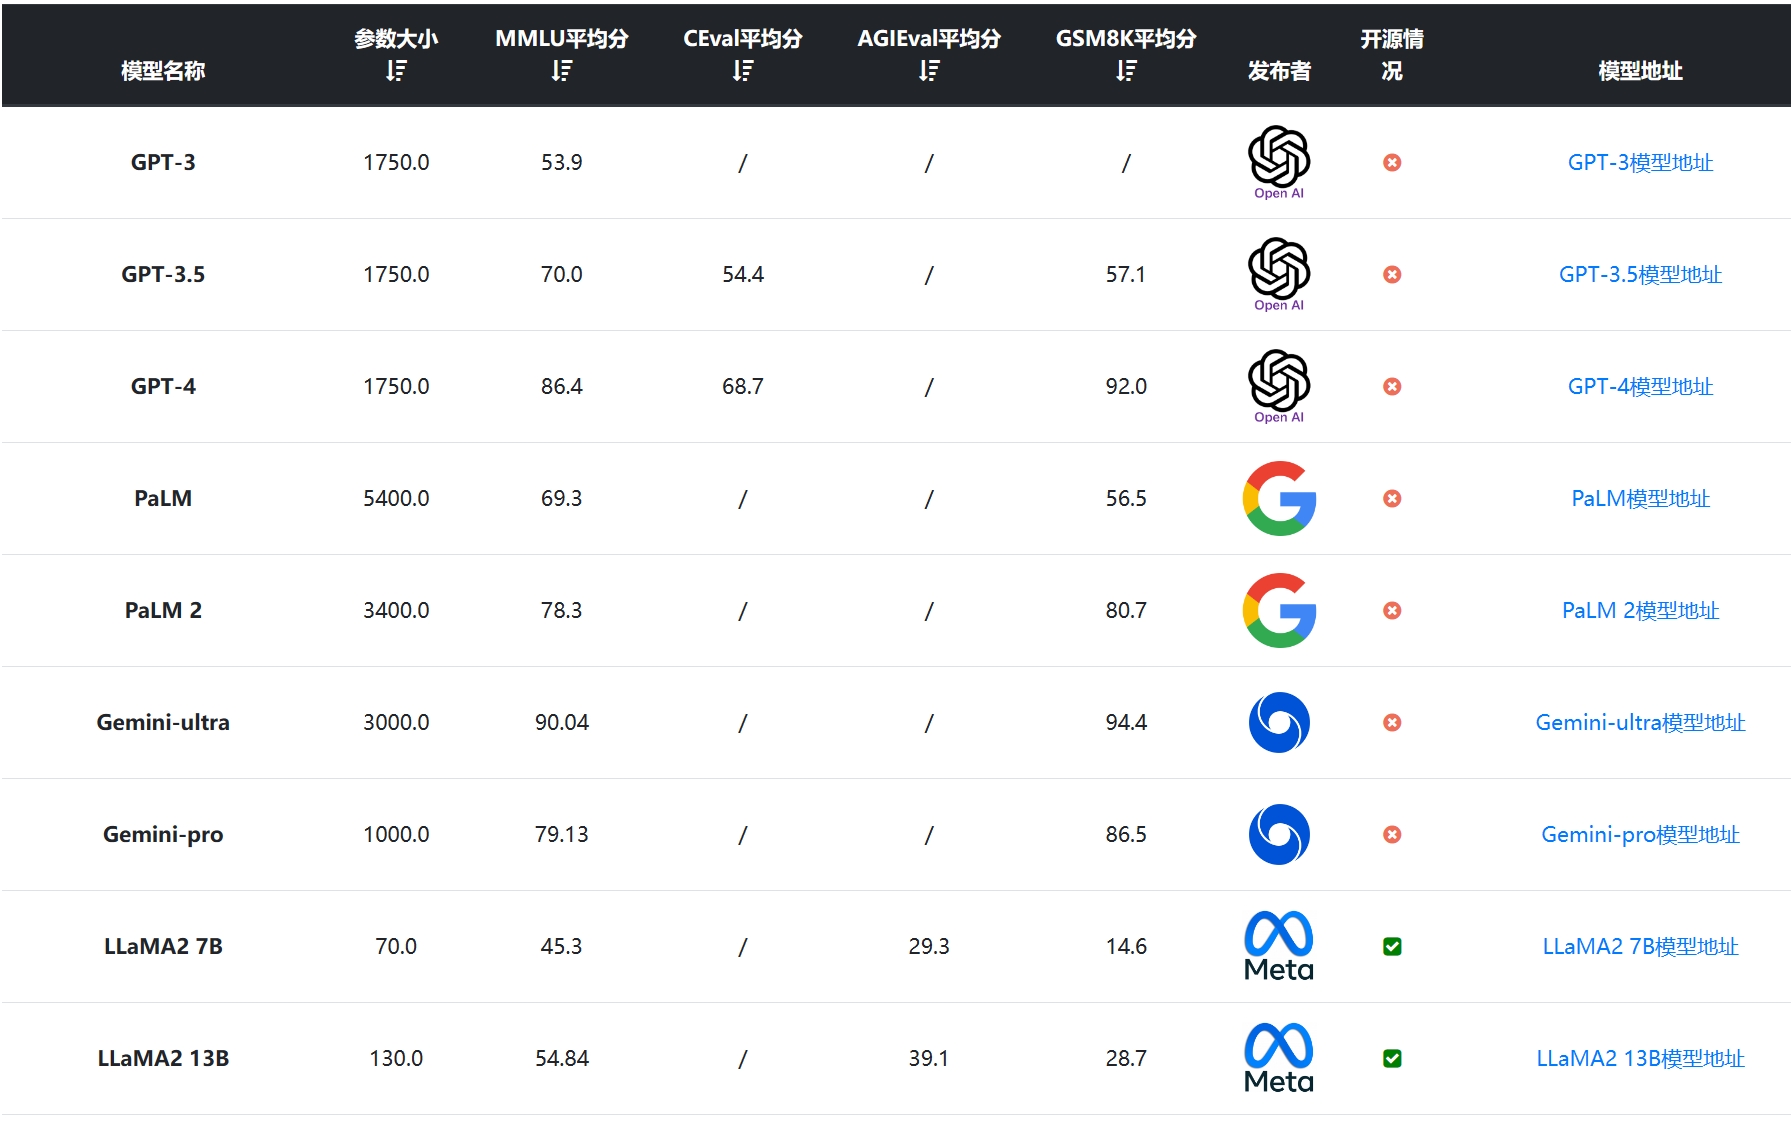 模型名称 参数大小 MMLU平均分 CEval平均分 AGIEval平均分 GSM8K平均分 发布者 开源情况 模型地址
GPT-3 1750.0 53.9 / / / Open AI GPT-3模型地址
GPT-3.5 1750.0 70.0 54.4 / 57.1 Open AI GPT-3.5模型地址
GPT-4 1750.0 86.4 68.7 / 92.0 Open AI GPT-4模型地址
PaLM 5400.0 69.3 / / 56.5 PaLM模型地址
PaLM 2 3400.0 78.3 / / 80.7 PaLM 2模型地址
Gemini-ultra 3000.0 90.04 / / 94.4 Gemini-ultra模型地址
Gemini-pro 1000.0 79.13 / / 86.5 Gemini-pro模型地址
LLaMA2 7B 70.0 45.3 / 29.3 14.6 Meta LLaMA2 7B模型地址
LLaMA2 13B 130.0 54.84 / 39.1 28.7 Meta LLaMA2 13B模型地址